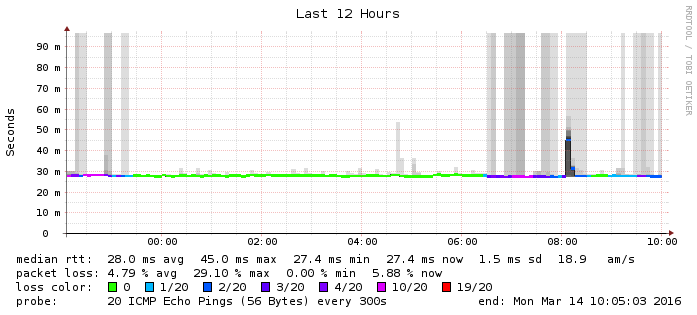 Last 12 Hours
RRDTOOL / TOBI OETIKER
Seconds
90 m
80 m
70 m
60 m
50 m
40 m
30 m
20 m
10 m
0
00:00 02:00 04:00 06:00 08:00 10:00
median rtt: 28.0 ms avg 45.0 ms max 27.4 ms min 27.4 ms now 1.5 ms sd 18.9 am/s
packet loss: 4.79 % avg 29.10 % max 0.00 % min 5.88 % now
loss color: 0 1/20 2/20 3/20 4/20 10/20 19/20
probe: 20 ICMP Echo Pings (56 Bytes) every 300s end: Mon Mar 14 10:05:03 2016